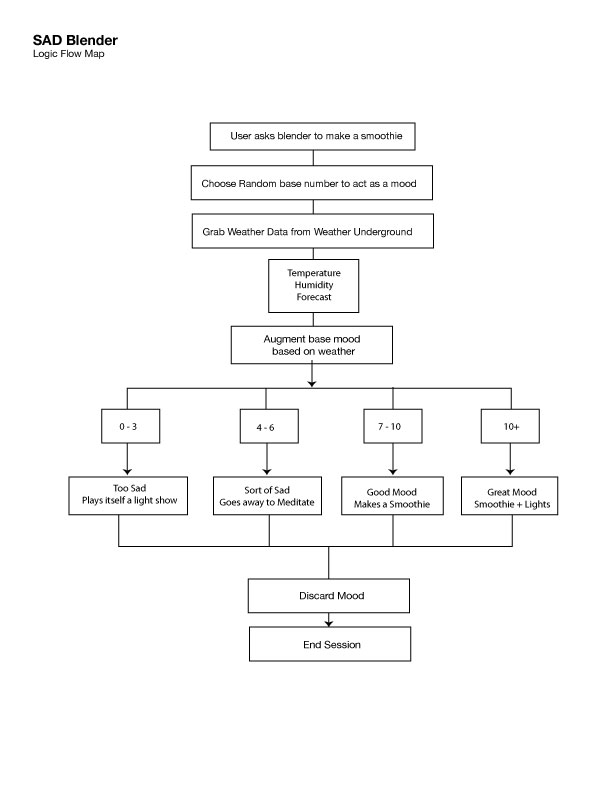 SAD Blender
Logic Flow Map
User asks blender to make a smoothie
Choose Random base number to act as a mood
Grab Weather Data from Weather Underground
Temperature
Humidity
Forecast
Augment base mood
based on weather
0 - 3
4 - 6
7 - 10
10+
Too Sad
Plays itself a light show
Sort of Sad
Goes away to Meditate
Good Mood
Makes a Smoothie
Great Mood
Smoothie + Lights
Discard Mood
End Session